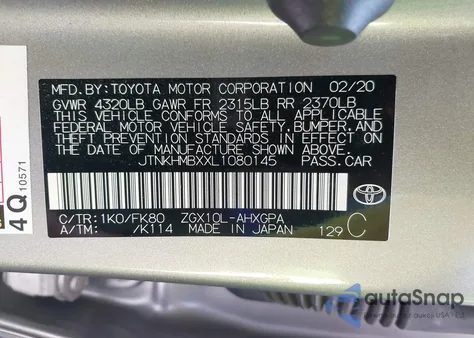 MFD. BY: TOYOTA MOTOR CORPORATION 02/20
GVWR 4320LB GAWR FR 2315LB RR 2370LB
THIS VEHICLE CONFORMS TO ALL APPLICABLE
FEDERAL MOTOR VEHICLE SAFETY, BUMPER, AND
THEFT PREVENTION STANDARDS IN EFFECT ON
THE DATE OF MANUFACTURE SHOWN ABOVE.
JTNKHMBXXL1080145 PASS.CAR
C/TR: 1K0/FK80 ZGX10L-AHXGPA
A/TM: /K114 MADE IN JAPAN 129 C
TOYOTA
4Q 10571
autoSnap